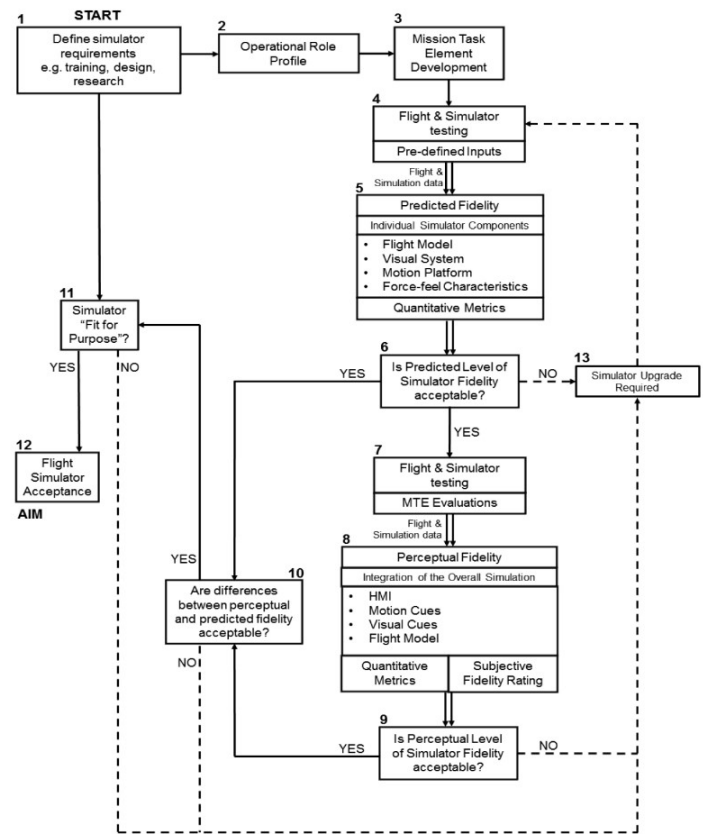 START
1
Define simulator
requirements
e.g. training, design,
research
2
Operational Role
Profile
3
Mission Task
Element
Development
4
Flight & Simulator
testing
Pre-defined Inputs
Flight &
Simulation data
5
Predicted Fidelity
Individual Simulator Components
• Flight Model
• Visual System
• Motion Platform
• Force-feel Characteristics
Quantitative Metrics
6
Is Predicted Level of
Simulator Fidelity
acceptable?
YES
NO
YES
13
Simulator Upgrade
Required
7
Flight & Simulator
testing
MTE Evaluations
Flight &
Simulation data
8
Perceptual Fidelity
Integration of the Overall Simulation
• HMI
• Motion Cues
• Visual Cues
• Flight Model
Quantitative
Metrics
Subjective
Fidelity Rating
9
Is Perceptual Level
of Simulator Fidelity
acceptable?
YES
NO
10
Are differences
between perceptual
and predicted fidelity
acceptable?
YES
NO
11
Simulator
"Fit for
Purpose"?
YES
NO
12
Flight
Simulator
Acceptance
AIM